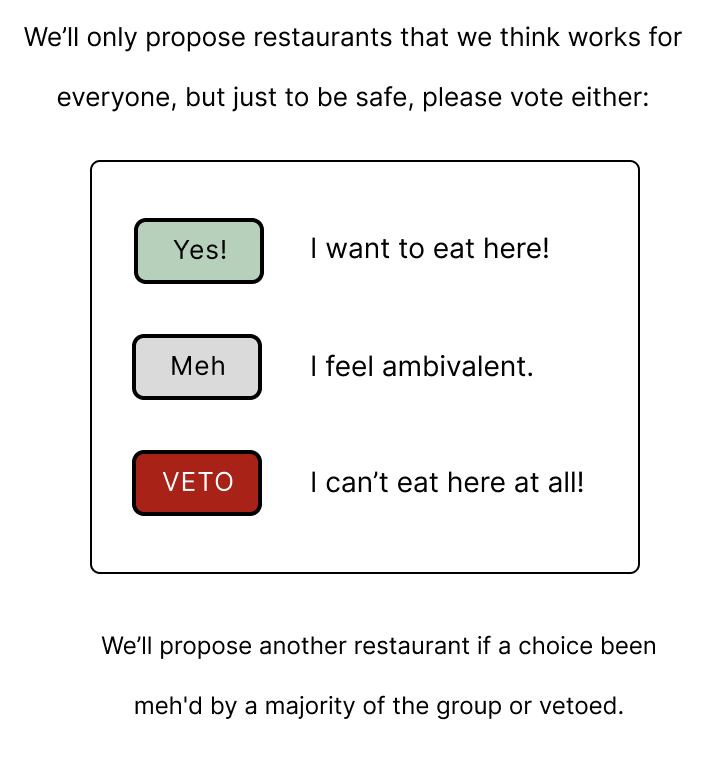 We’ll only propose restaurants that we think works for
everyone, but just to be safe, please vote either:
Yes! I want to eat here!
Meh I feel ambivalent.
VETO I can’t eat here at all!
We’ll propose another restaurant if a choice been
meh'd by a majority of the group or vetoed.